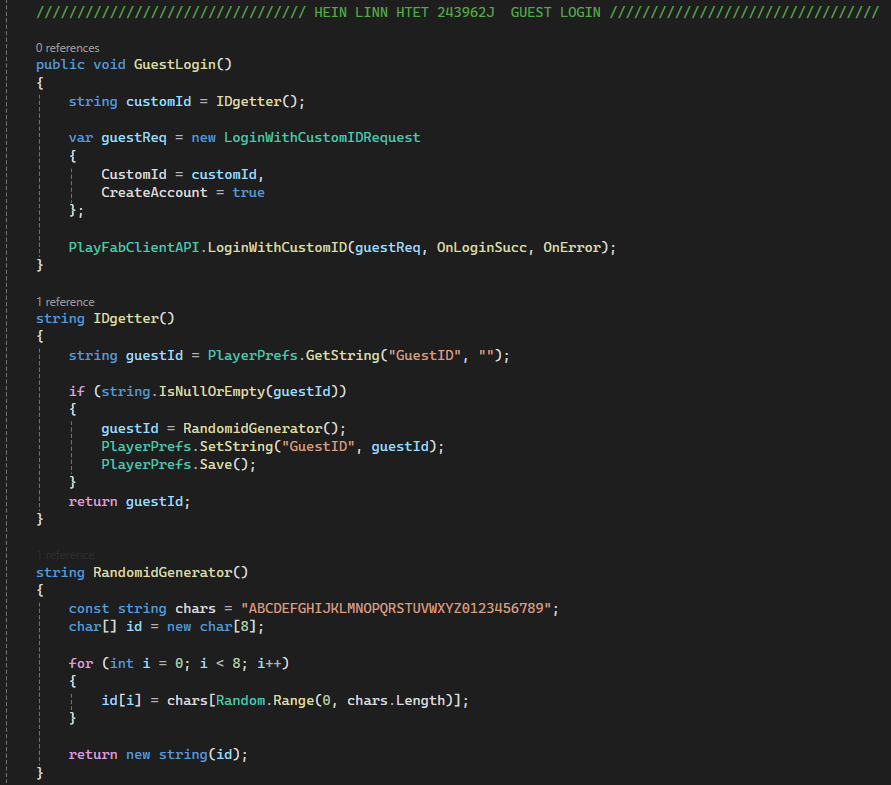 ///////////////////////////////// HEIN LINN HTET 243962J  GUEST LOGIN /////////////////////////////////
0 references
public void GuestLogin()
{
string customId = IDgetter();
var guestReq = new LoginWithCustomIDRequest
{
CustomId = customId,
CreateAccount = true
};
PlayFabClientAPI.LoginWithCustomID(guestReq, OnLoginSucc, OnError);
}
1 reference
string IDgetter()
{
string guestId = PlayerPrefs.GetString("GuestID", "");
if (string.IsNullOrEmpty(guestId))
{
guestId = RandomidGenerator();
PlayerPrefs.SetString("GuestID", guestId);
PlayerPrefs.Save();
}
return guestId;
}
1 reference
string RandomidGenerator()
{
const string chars = "ABCDEFGHIJKLMNOPQRSTUVWXYZ0123456789";
char[] id = new char[8];
for (int i = 0; i < 8; i++)
{
id[i] = chars[Random.Range(0, chars.Length)];
}
return new string(id);
}